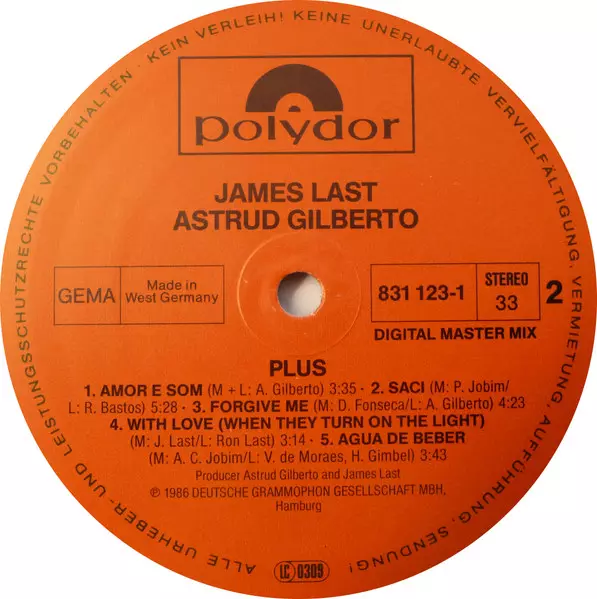 ALLE URHEBER- UND LEISTUNGSSCHUTZRECHTE VORBEHALTEN · KEIN VERLEIH! KEINE UNERLAUBTE VERVIELFÄLTIGUNG, VERMIETUNG, AUFFÜHRUNG, SENDUNG!
polydor
JAMES LAST
ASTRUD GILBERTO
GEMA
Made in
West Germany
831 123-1
STEREO
33
2
DIGITAL MASTER MIX
PLUS
1. AMOR E SOM (M + L: A. Gilberto) 3:35 · 2. SACI (M: P. Jobim/
L: R. Bastos) 5:28 · 3. FORGIVE ME (M: D. Fonseca/L: A. Gilberto) 4:23
4. WITH LOVE (WHEN THEY TURN ON THE LIGHT)
(M: J. Last/L: Ron Last) 3:14 · 5. AGUA DE BEBER
(M: A. C. Jobim/L: V. de Moraes, H. Gimbel) 3:43
Producer Astrud Gilberto and James Last
℗ 1986 DEUTSCHE GRAMMOPHON GESELLSCHAFT MBH,
Hamburg
LC 0309